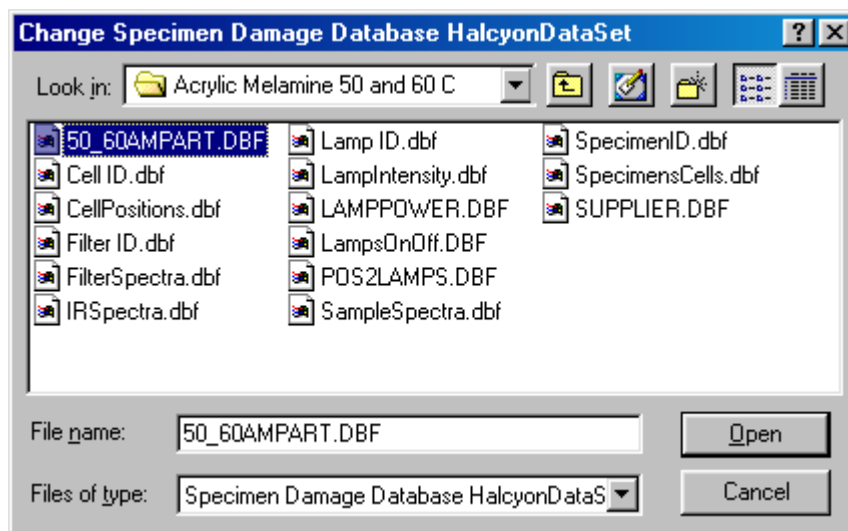 Change Specimen Damage Database HalcyonDataSet
Look in: Acrylic Melamine 50 and 60 C
50_60AMPART.DBF Lamp ID.dbf SpecimenID.dbf
Cell ID.dbf LampIntensity.dbf SpecimensCells.dbf
CellPositions.dbf LAMPPOWER.DBF SUPPLIER.DBF
Filter ID.dbf LampsOnOff.DBF
FilterSpectra.dbf POS2LAMPS.DBF
IRSpectra.dbf SampleSpectra.dbf
File name: 50_60AMPART.DBF Open
Files of type: Specimen Damage Database HalcyonDataS Cancel